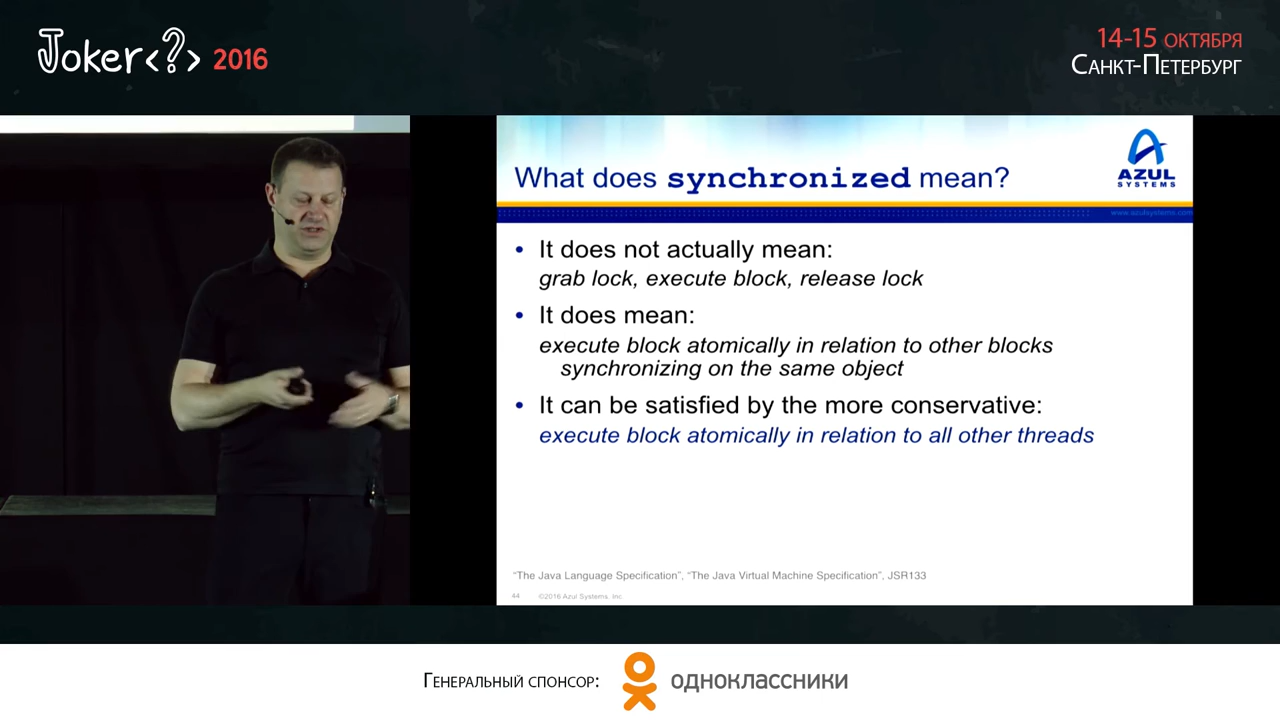 Joker<?> 2016
14-15 ОКТЯБРЯ
САНКТ-ПЕТЕРБУРГ
What does synchronized mean?
AZUL
SYSTEMS
www.azulsystems.com
• It does not actually mean:
grab lock, execute block, release lock
• It does mean:
execute block atomically in relation to other blocks
synchronizing on the same object
• It can be satisfied by the more conservative:
execute block atomically in relation to all other threads
“The Java Language Specification”, “The Java Virtual Machine Specification”, JSR133
44 ©2016 Azul Systems, Inc.
ГЕНЕРАЛЬНЫЙ СПОНСОР: одноклассники